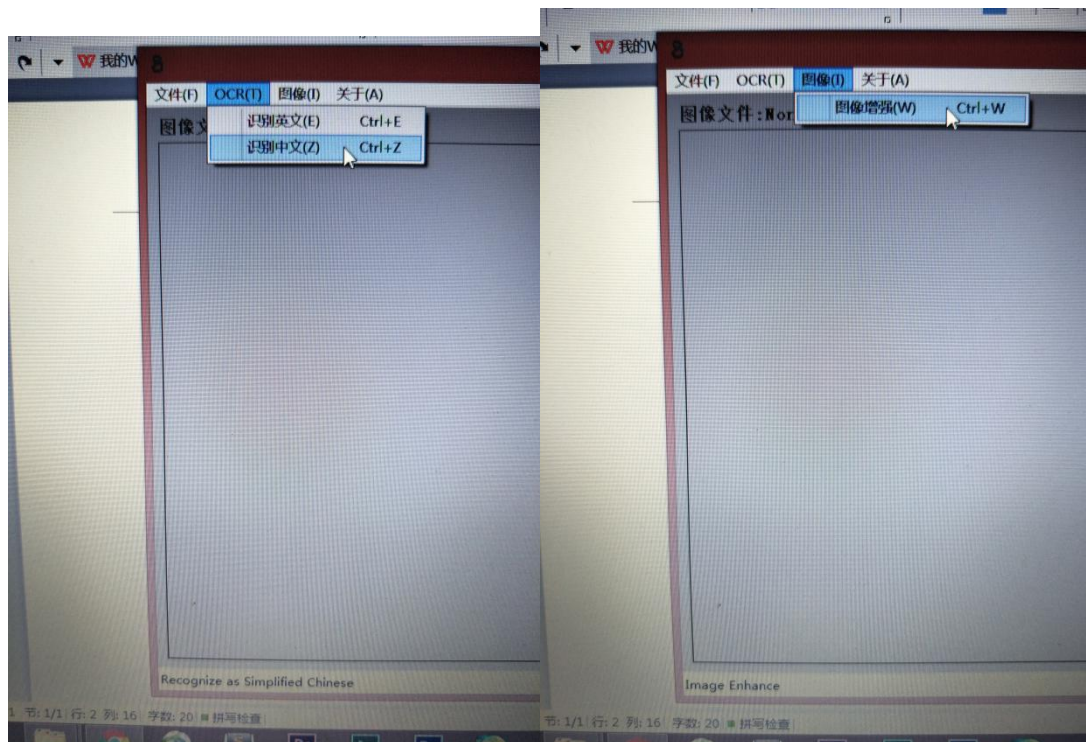 我的W
文件(F) OCR(T) 图像(I) 关于(A)
图像文
识别英文(E) Ctrl+E
识别中文(Z) Ctrl+Z
Recognize as Simplified Chinese
节: 1/1 行: 2 列: 16 字数: 20 拼写检查
我的W
文件(F) OCR(T) 图像(I) 关于(A)
图像文件:Non
图像增强(W) Ctrl+W
Image Enhance
节: 1/1 行: 2 列: 16 字数: 20 拼写检查